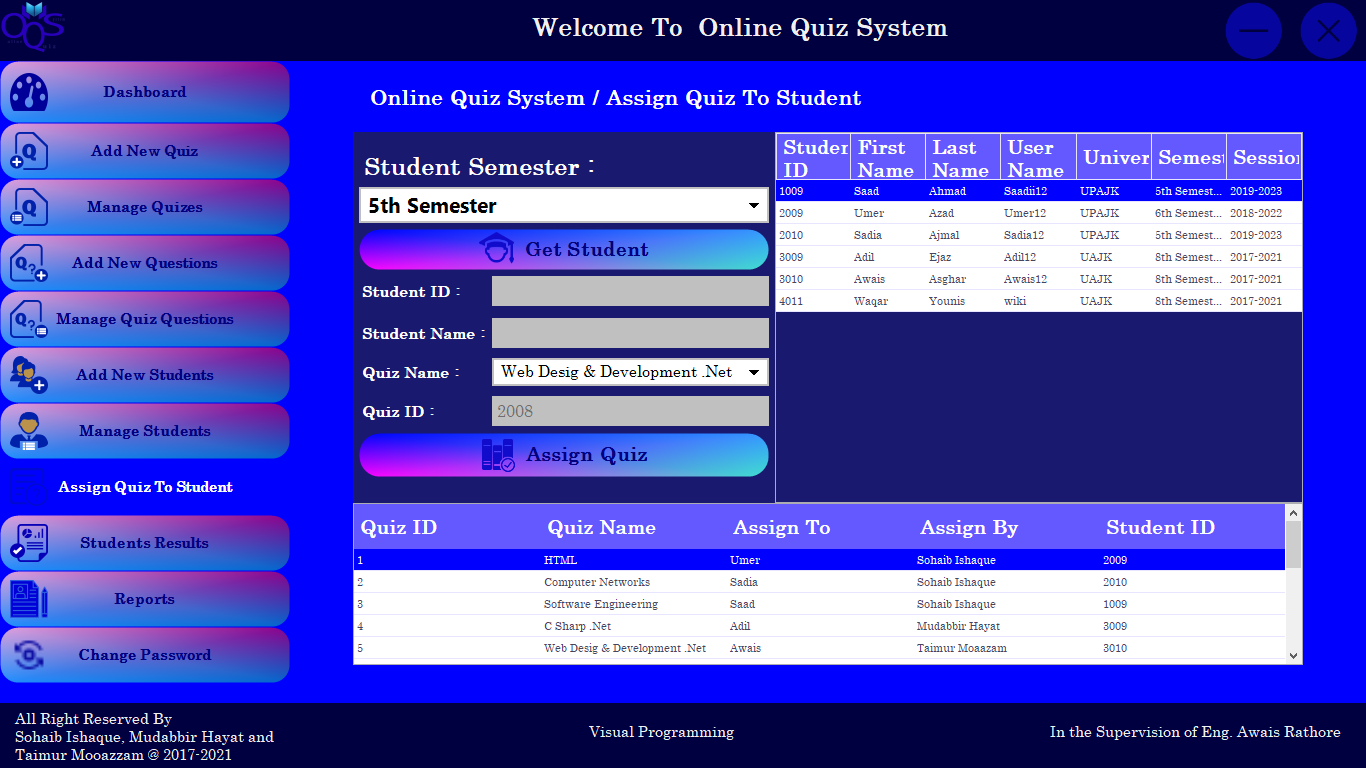 OQS
Welcome To Online Quiz System
Dashboard
Add New Quiz
Manage Quizes
Add New Questions
Manage Quiz Questions
Add New Students
Manage Students
Assign Quiz To Student
Students Results
Reports
Change Password
Online Quiz System / Assign Quiz To Student
Student Semester :
5th Semester
Get Student
Student ID :
Student Name :
Quiz Name : Web Desig & Development .Net
Quiz ID : 2008
Assign Quiz
Studen ID First Name Last Name User Name Univer Semest Session
1009 Saad Ahmad Saadii12 UPAJK 5th Semest... 2019-2023
2009 Umer Azad Umer12 UPAJK 6th Semest... 2018-2022
2010 Sadia Ajmal Sadia12 UPAJK 5th Semest... 2019-2023
3009 Adil Ejaz Adil12 UAJK 8th Semest... 2017-2021
3010 Awais Asghar Awais12 UAJK 8th Semest... 2017-2021
4011 Waqar Younis wiki UAJK 8th Semest... 2017-2021
Quiz ID Quiz Name Assign To Assign By Student ID
1 HTML Umer Sohaib Ishaque 2009
2 Computer Networks Sadia Sohaib Ishaque 2010
3 Software Engineering Saad Sohaib Ishaque 1009
4 C Sharp .Net Adil Mudabbir Hayat 3009
5 Web Desig & Development .Net Awais Taimur Moaazam 3010
All Right Reserved By
Sohaib Ishaque, Mudabbir Hayat and
Taimur Mooazzam @ 2017-2021
Visual Programming
In the Supervision of Eng. Awais Rathore